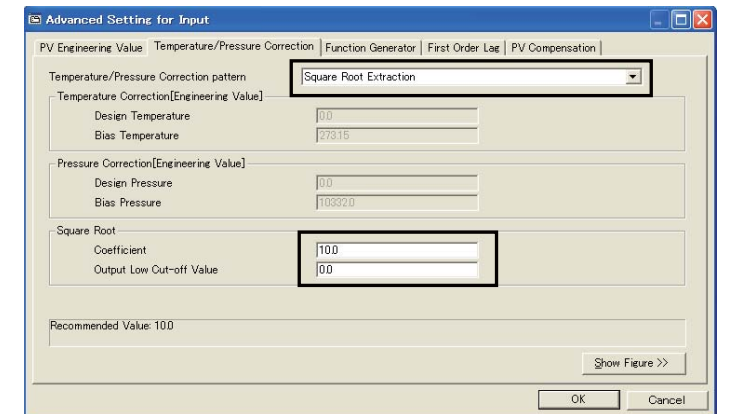 Advanced Setting for Input
PV Engineering Value Temperature/Pressure Correction Function Generator First Order Lag PV Compensation
Temperature/Pressure Correction pattern Square Root Extraction
Temperature Correction[Engineering Value]
Design Temperature 0.0
Bias Temperature 273.15
Pressure Correction[Engineering Value]
Design Pressure 0.0
Bias Pressure 10332.0
Square Root
Coefficient 10.0
Output Low Cut-off Value 0.0
Recommended Value: 10.0
Show Figure >>
OK Cancel